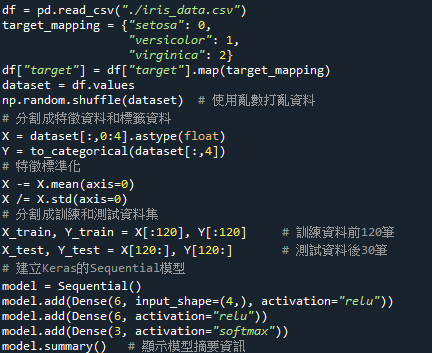 df = pd.read_csv("./iris_data.csv")
target_mapping = {"setosa": 0,
                  "versicolor": 1,
                  "virginica": 2}
df["target"] = df["target"].map(target_mapping)
dataset = df.values
np.random.shuffle(dataset)  # 使用亂數打亂資料
# 分割成特徵資料和標籤資料
X = dataset[:,0:4].astype(float)
Y = to_categorical(dataset[:,4])
# 特徵標準化
X -= X.mean(axis=0)
X /= X.std(axis=0)
# 分割成訓練和測試資料集
X_train, Y_train = X[:120], Y[:120]     # 訓練資料前120筆
X_test, Y_test = X[120:], Y[120:]       # 測試資料後30筆
# 建立Keras的Sequential模型
model = Sequential()
model.add(Dense(6, input_shape=(4,), activation="relu"))
model.add(Dense(6, activation="relu"))
model.add(Dense(3, activation="softmax"))
model.summary()   # 顯示模型摘要資訊